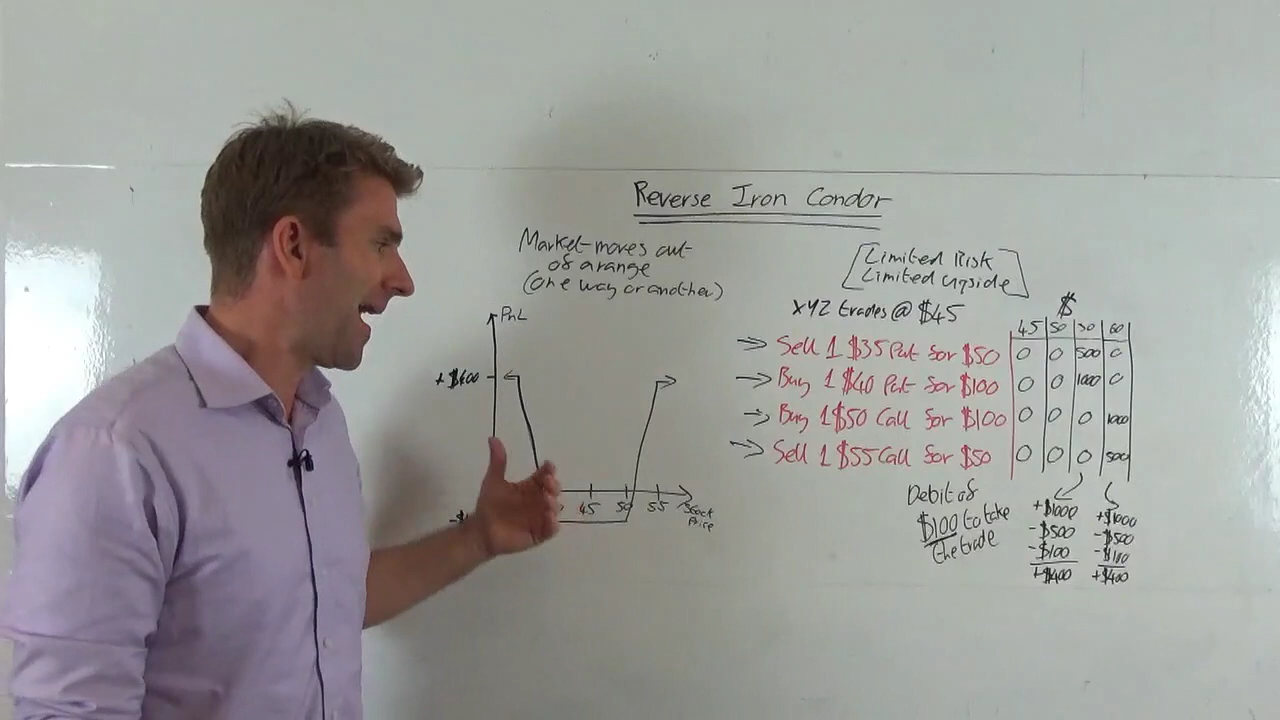 Reverse Iron Condor
Market moves out
of a range
(one way or another)
[Limited Risk
Limited upside]
XYZ trades @ $45
$
45 50 30 60
→ Sell 1 $35 Put for $50 0 0 500 0
→ Buy 1 $40 Put for $100 0 0 1000 0
→ Buy 1 $50 Call for $100 0 0 0 1000
→ Sell 1 $55 Call for $50 0 0 0 500
PnL
+ $400
45 50 55 Stock
Price
Debit of
$100 to take
the trade
+$1000 +$1000
-$500 -$500
-$100 -$100
+$400 +$400